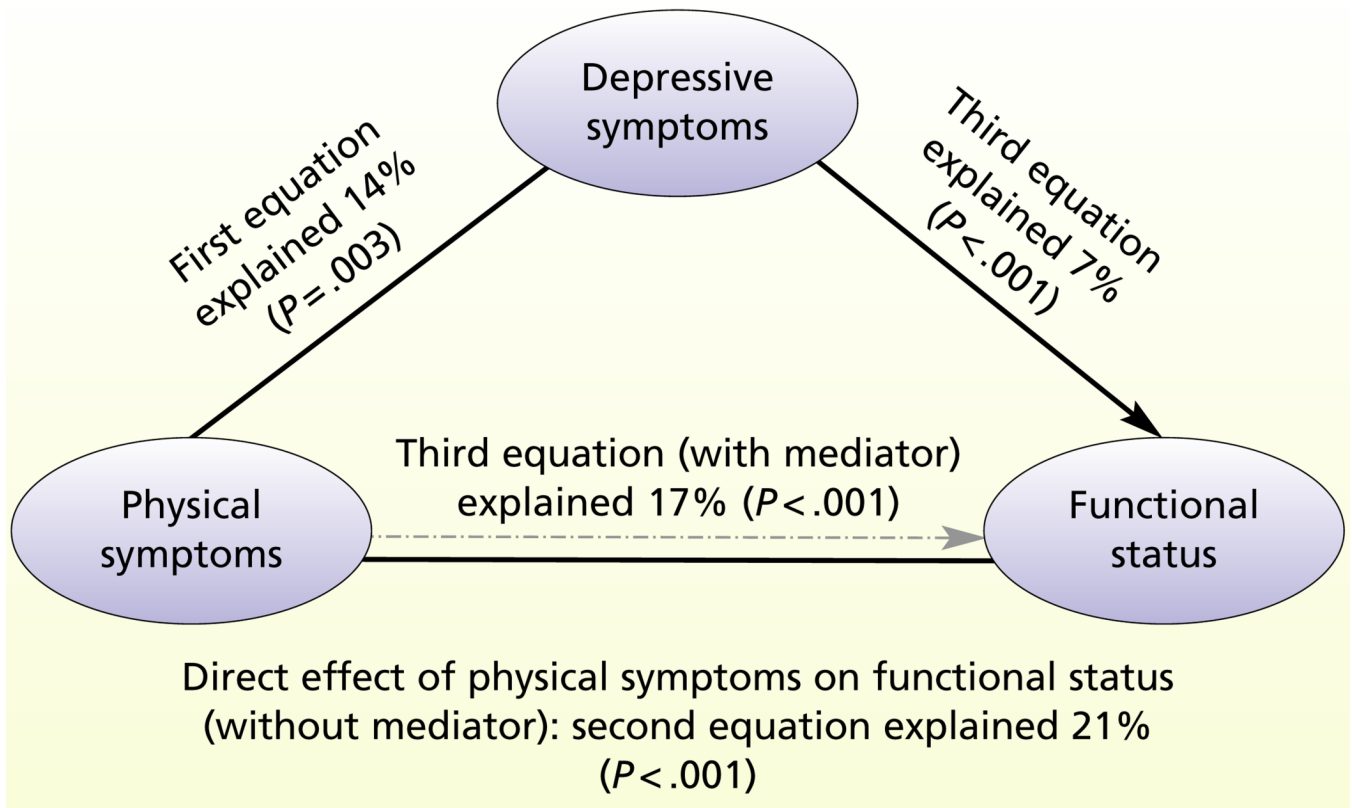 Depressive
symptoms
First equation
explained 14%
(P=.003)
Third equation
explained 7%
(P<.001)
Third equation (with mediator)
explained 17% (P<.001)
Physical
symptoms
Functional
status
Direct effect of physical symptoms on functional status
(without mediator): second equation explained 21%
(P<.001)